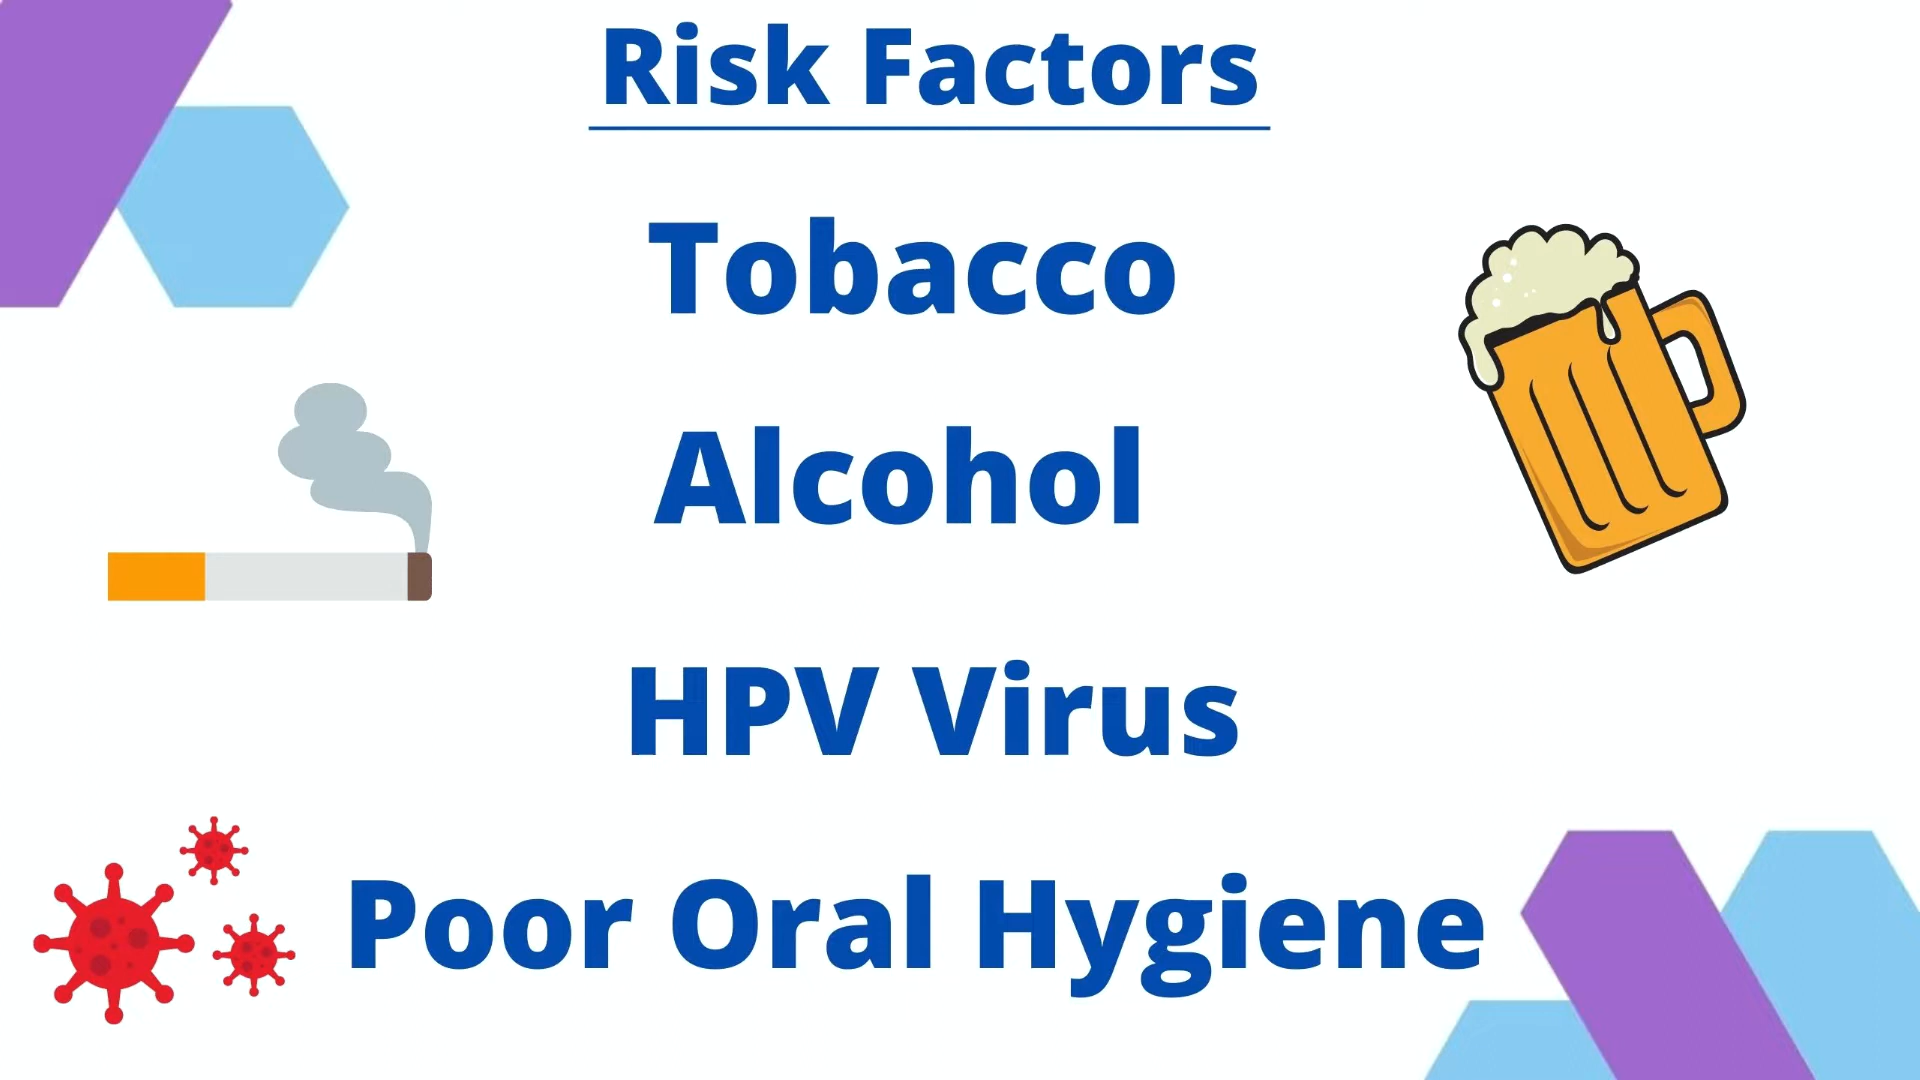 Risk Factors
Tobacco
Alcohol
HPV Virus
Poor Oral Hygiene